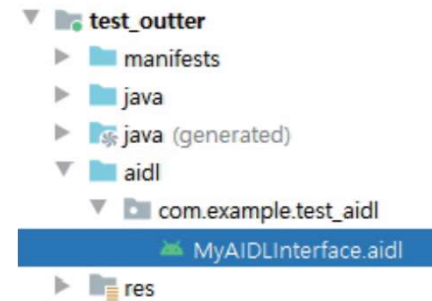 test_outter
manifests
java
java (generated)
aidl
com.example.test_aidl
MyAIDLInterface.aidl
res